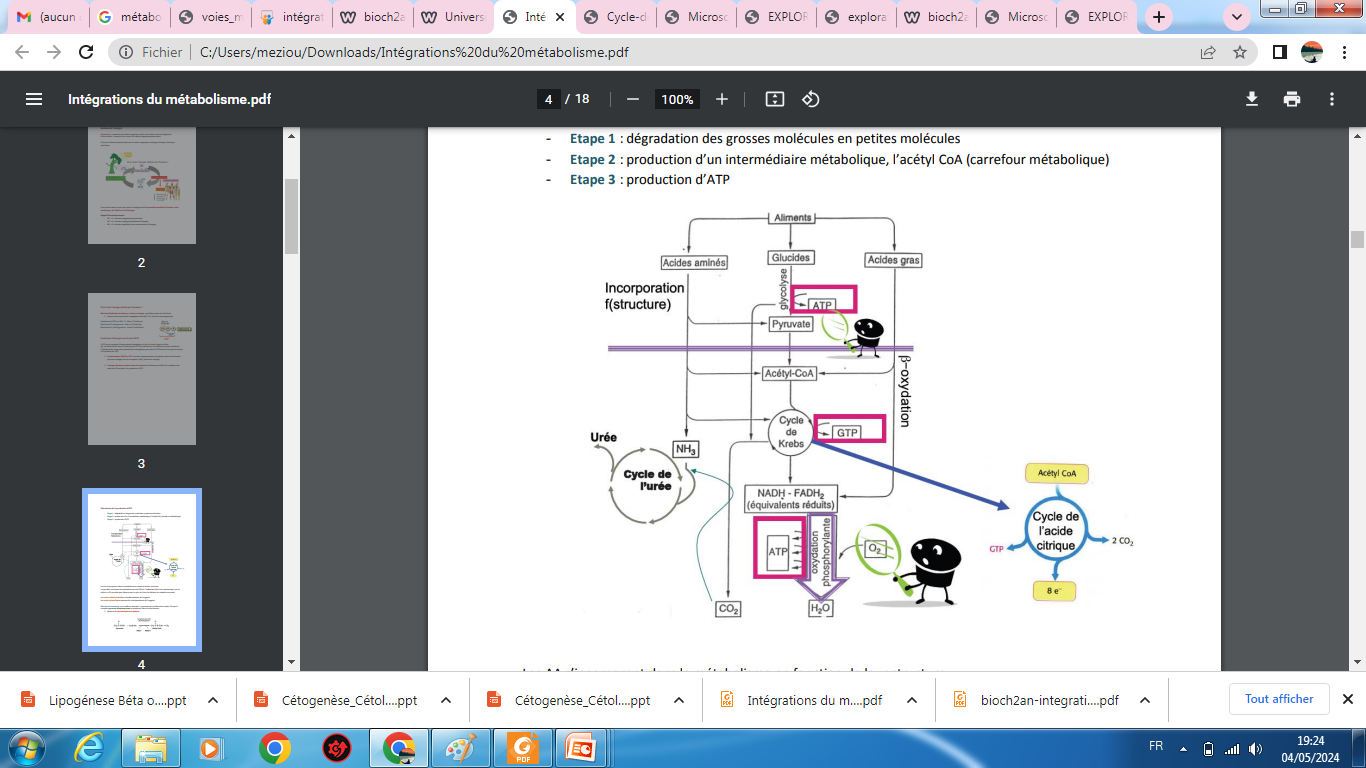 (aucun
métabo
voies_m
intégrat
bioch2a
Univers
Inté
Cycle-d
Microsc
EXPLOR
explora
bioch2a
Microsc
EXPLOR
Fichier
C:/Users/meziou/Downloads/Intégrations%20du%20métabolisme.pdf
Intégrations du métabolisme.pdf
4 / 18
100%
2
3
4
- Etape 1 : dégradation des grosses molécules en petites molécules
- Etape 2 : production d'un intermédiaire métabolique, l'acétyl CoA (carrefour métabolique)
- Etape 3 : production d'ATP
Aliments
Acides aminés
Glucides
Acides gras
Incorporation
f(structure)
glycolyse
ATP
Pyruvate
Acétyl-CoA
β-oxydation
Cycle
de
Krebs
GTP
Urée
NH3
Cycle de
l'urée
NADH - FADH2
(équivalents réduits)
ATP
oxydation
phosphorylante
O2
CO2
H2O
Acétyl CoA
Cycle de
l'acide
citrique
GTP
2 CO2
8 e-
Lipogénese Béta o....ppt
Cétogenèse_Cétol....ppt
Cétogenèse_Cétol....ppt
Intégrations du m....pdf
bioch2an-integrati....pdf
Tout afficher
PDF
FR
19:24
04/05/2024